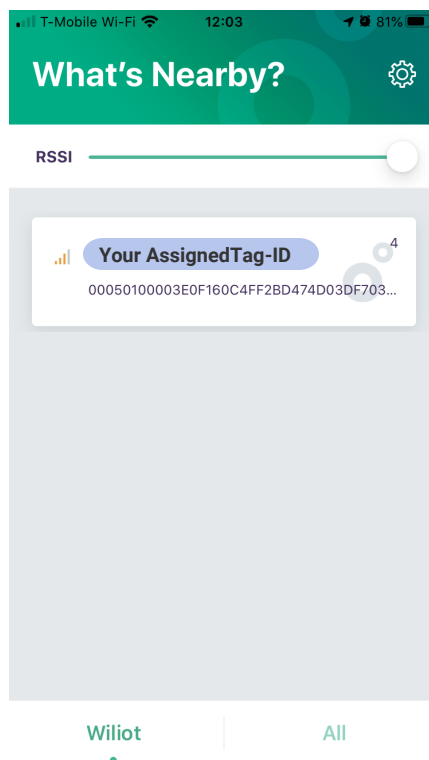 T-Mobile Wi-Fi 12:03 81%
What's Nearby?
RSSI
Your AssignedTag-ID 4
00050100003E0F160C4FF2BD474D03DF703...
Wiliot All